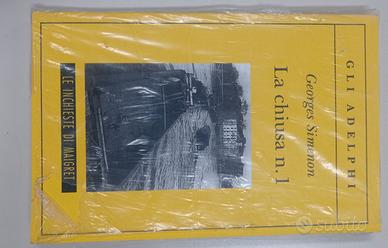 GLI ADELPHI
Georges Simenon
La chiusa n. 1
LE INCHIESTE DI MAIGRET
subito